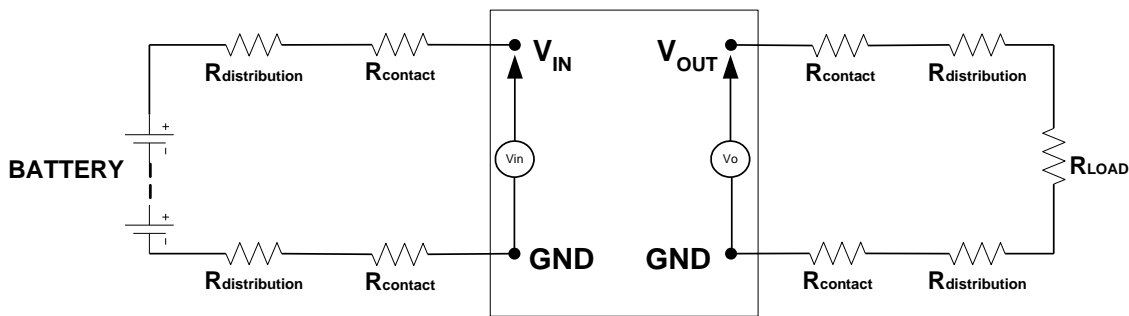 VIN VOUT
Rdistribution Rcontact Rcontact Rdistribution
+
-
BATTERY Vin Vo RLOAD
+
-
GND GND
Rdistribution Rcontact Rcontact Rdistribution